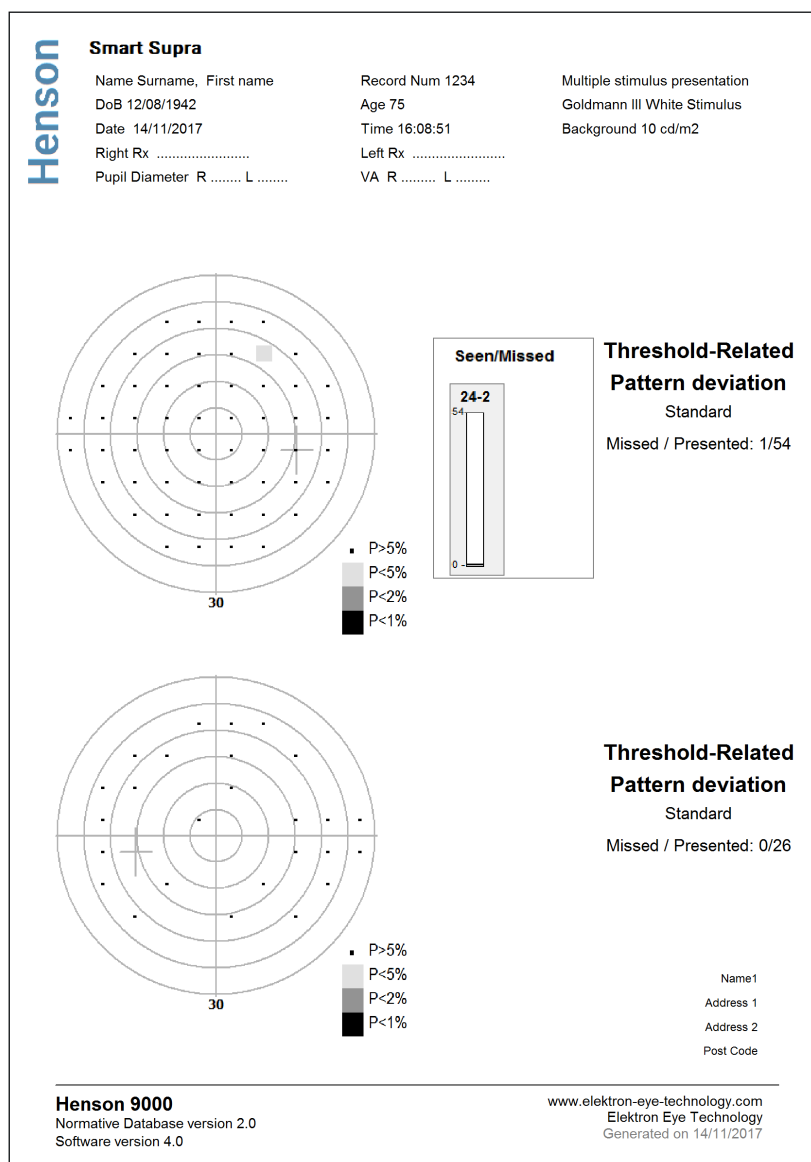 Henson
Smart Supra
Name Surname, First name Record Num 1234 Multiple stimulus presentation
DoB 12/08/1942 Age 75 Goldmann III White Stimulus
Date 14/11/2017 Time 16:08:51 Background 10 cd/m2
Right Rx ....................... Left Rx .......................
Pupil Diameter R ........ L ........ VA R ......... L .........
Seen/Missed
24-2
54
0
Threshold-Related
Pattern deviation
Standard
Missed / Presented: 1/54
P>5%
P<5%
P<2%
P<1%
30
Threshold-Related
Pattern deviation
Standard
Missed / Presented: 0/26
P>5%
P<5%
P<2%
P<1%
30
Name1
Address 1
Address 2
Post Code
Henson 9000
Normative Database version 2.0
Software version 4.0
www.elektron-eye-technology.com
Elektron Eye Technology
Generated on 14/11/2017